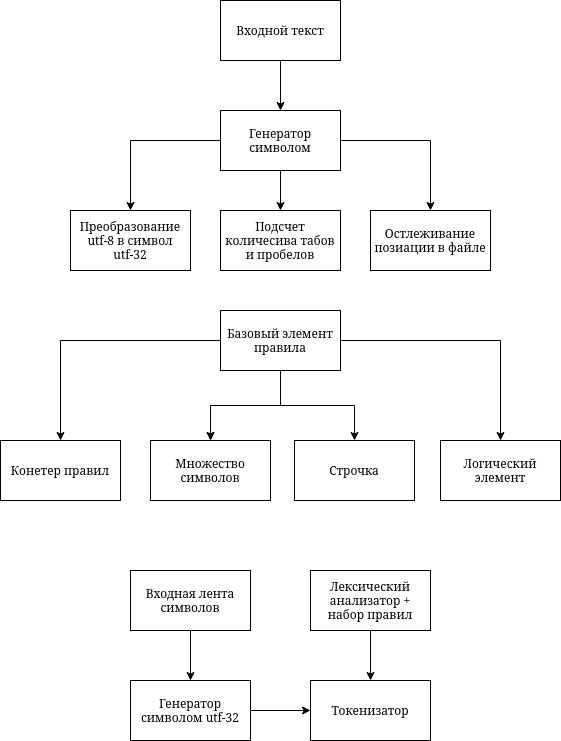 Входной текст
Генератор
символом
Преобразование
utf-8 в символ
utf-32
Подсчет
количесива табов
и пробелов
Остлеживание
позиации в файле
Базовый элемент
правила
Конетер правил
Множество
символов
Строчка
Логический
элемент
Входная лента
символов
Лексический
анализатор +
набор правил
Генератор
символом utf-32
Токенизатор